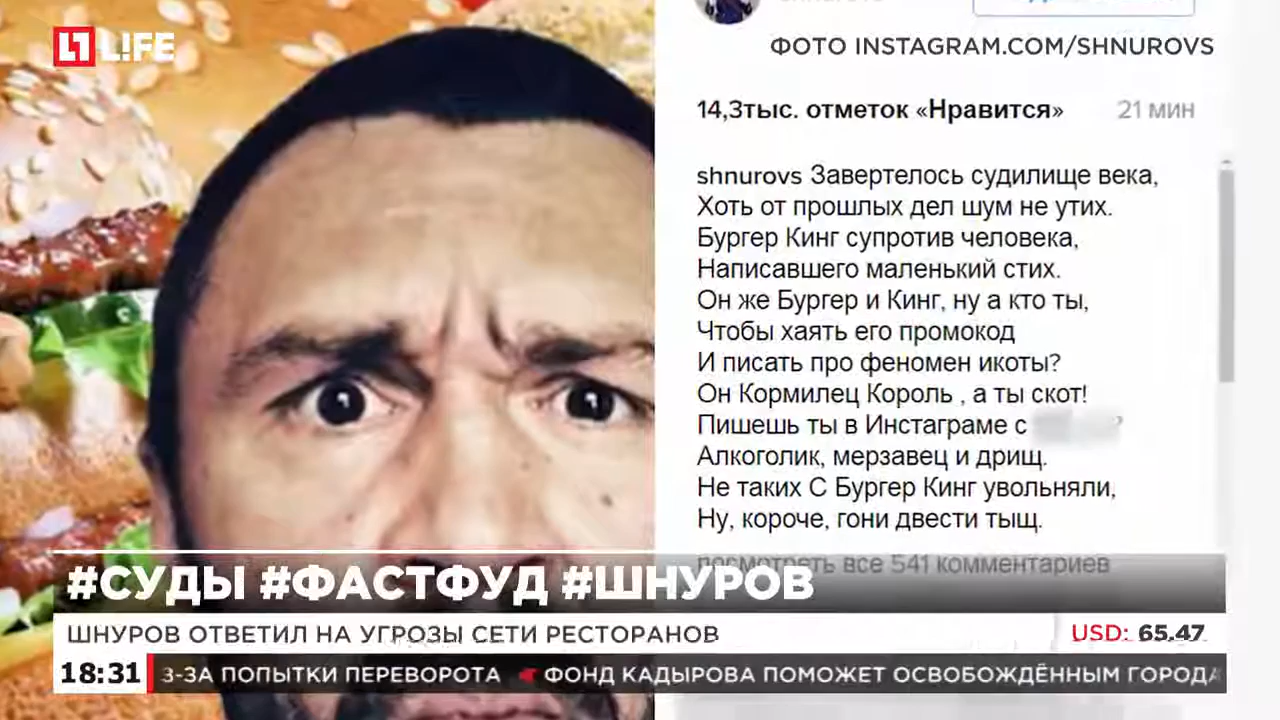 L1 L!FE
ФОТО INSTAGRAM.COM/SHNUROVS
14,3тыс. отметок «Нравится» 21 мин
shnurovs Завертелось судилище века,
Хоть от прошлых дел шум не утих.
Бургер Кинг супротив человека,
Написавшего маленький стих.
Он же Бургер и Кинг, ну а кто ты,
Чтобы хаять его промокод
И писать про феномен икоты?
Он Кормилец Король , а ты скот!
Пишешь ты в Инстаграме с
Алкоголик, мерзавец и дрищ.
Не таких С Бургер Кинг увольняли,
Ну, короче, гони двести тыщ.
посмотреть все 541 комментариев
#СУДЫ #ФАСТФУД #ШНУРОВ
ШНУРОВ ОТВЕТИЛ НА УГРОЗЫ СЕТИ РЕСТОРАНОВ USD: 65.47
18:31 З-ЗА ПОПЫТКИ ПЕРЕВОРОТА ФОНД КАДЫРОВА ПОМОЖЕТ ОСВОБОЖДЁННЫМ ГОРОДА